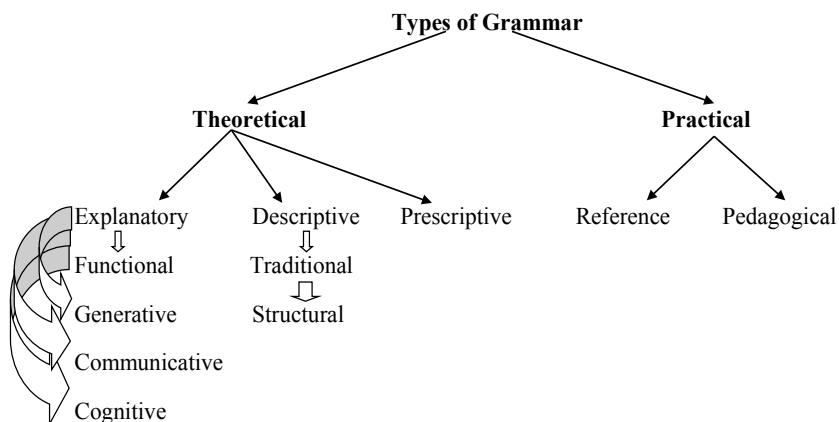 Types of Grammar
Theoretical Practical
Explanatory Descriptive Prescriptive Reference Pedagogical
Functional Traditional
Generative Structural
Communicative
Cognitive